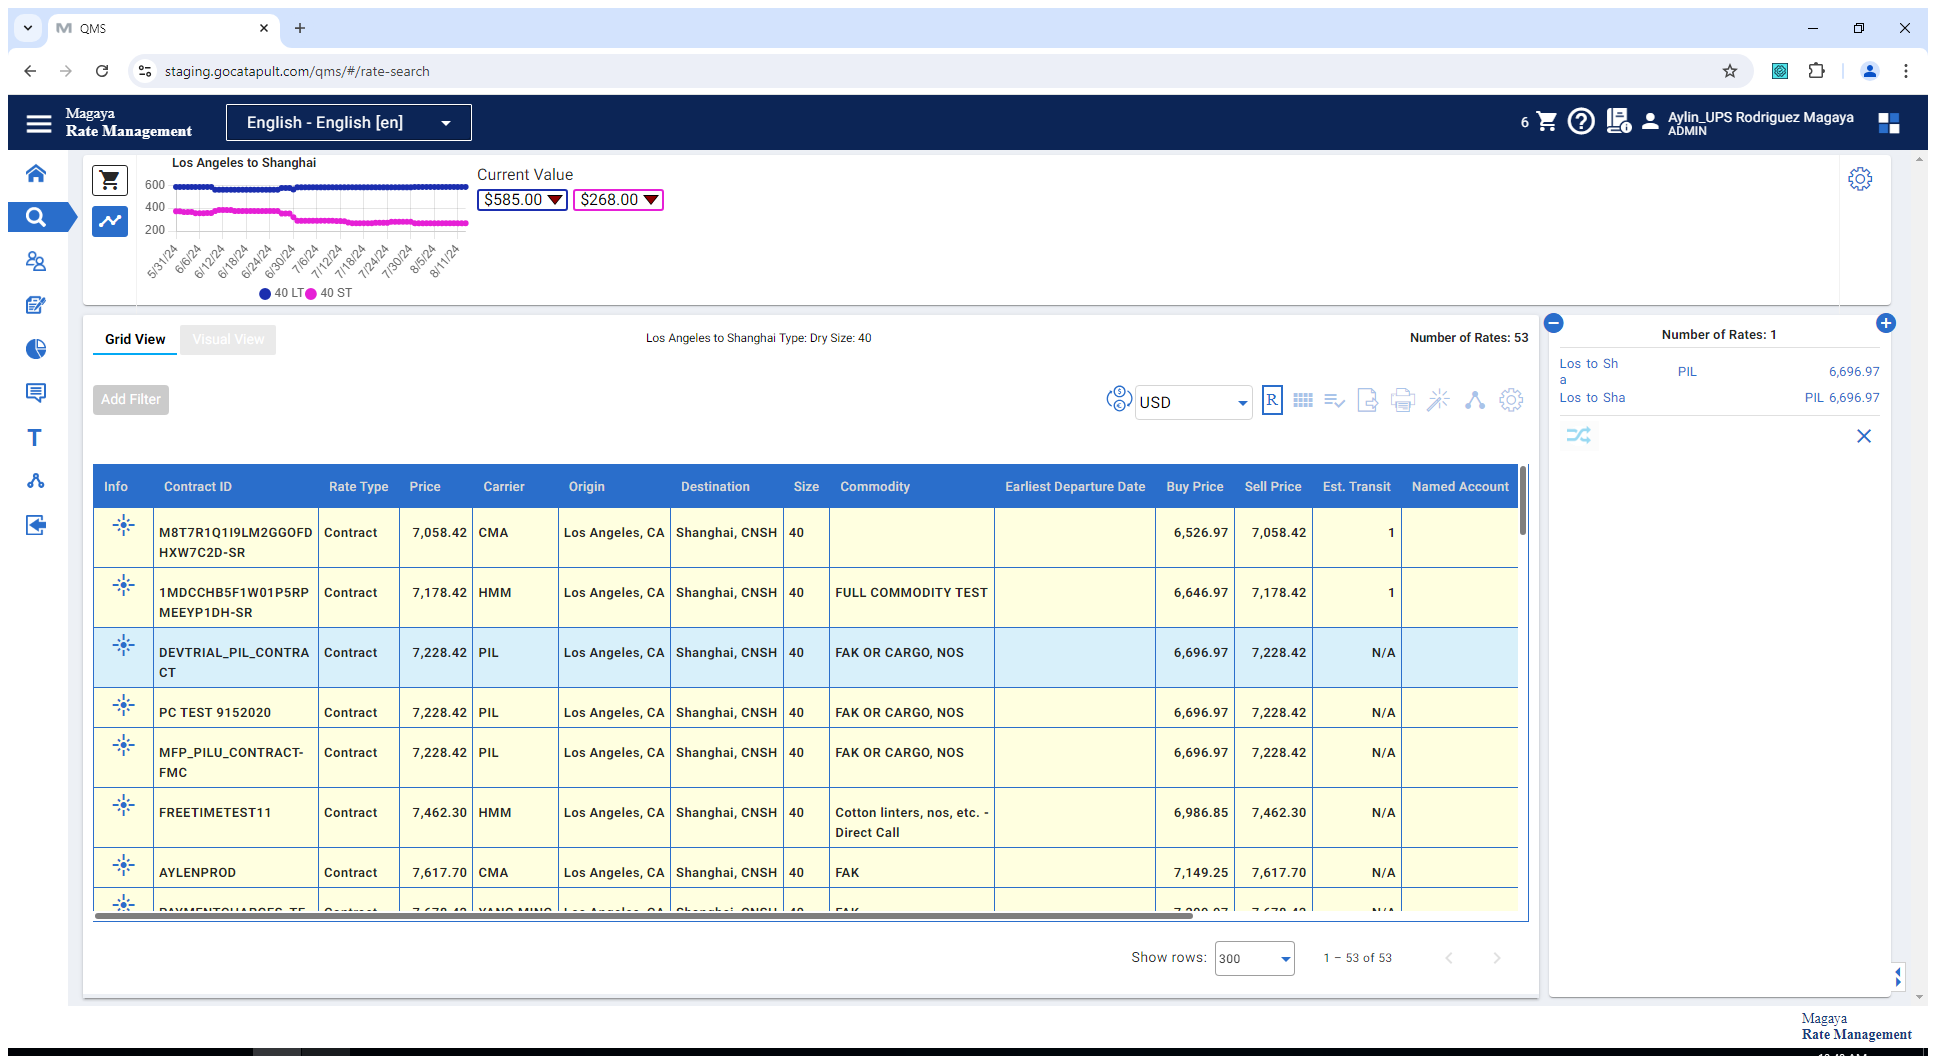 QMS
staging.gocatapult.com/qms/#/rate-search
Magaya
Rate Management
English - English [en]
6
Aylin_UPS Rodriguez Magaya
ADMIN
Los Angeles to Shanghai
600
400
200
5/31/24 6/6/24 6/12/24 6/18/24 6/24/24 6/30/24 7/6/24 7/12/24 7/18/24 7/24/24 7/30/24 8/5/24 8/11/24
40 LT 40 ST
Current Value
$585.00 $268.00
Grid View Visual View
Los Angeles to Shanghai Type: Dry Size: 40
Number of Rates: 53
Add Filter
USD
R
Info Contract ID Rate Type Price Carrier Origin Destination Size Commodity Earliest Departure Date Buy Price Sell Price Est. Transit Named Account
M8T7R1Q1I9LM2GGOFD Contract 7,058.42 CMA Los Angeles, CA Shanghai, CNSH 40 6,526.97 7,058.42 1
HXW7C2D-SR
1MDCCHB5F1W01P5RP Contract 7,178.42 HMM Los Angeles, CA Shanghai, CNSH 40 FULL COMMODITY TEST 6,646.97 7,178.42 1
MEEYP1DH-SR
DEVTRIAL_PIL_CONTRA Contract 7,228.42 PIL Los Angeles, CA Shanghai, CNSH 40 FAK OR CARGO, NOS 6,696.97 7,228.42 N/A
CT
PC TEST 9152020 Contract 7,228.42 PIL Los Angeles, CA Shanghai, CNSH 40 FAK OR CARGO, NOS 6,696.97 7,228.42 N/A
MFP_PILU_CONTRACT- Contract 7,228.42 PIL Los Angeles, CA Shanghai, CNSH 40 FAK OR CARGO, NOS 6,696.97 7,228.42 N/A
FMC
FREETIMETEST11 Contract 7,462.30 HMM Los Angeles, CA Shanghai, CNSH 40 Cotton linters, nos, etc. - 6,986.85 7,462.30 N/A
Direct Call
AYLENPROD Contract 7,617.70 CMA Los Angeles, CA Shanghai, CNSH 40 FAK 7,149.25 7,617.70 N/A
Contract Los Angeles, CA Shanghai, CNSH 40 FAK N/A
Show rows: 300 1 – 53 of 53
Number of Rates: 1
Los to Sh
a
PIL 6,696.97
Los to Sha PIL 6,696.97
Magaya
Rate Management